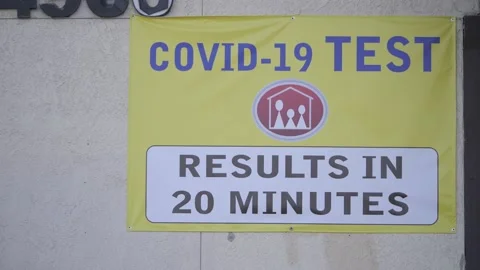 COVID-19 TEST
RESULTS IN
20 MINUTES